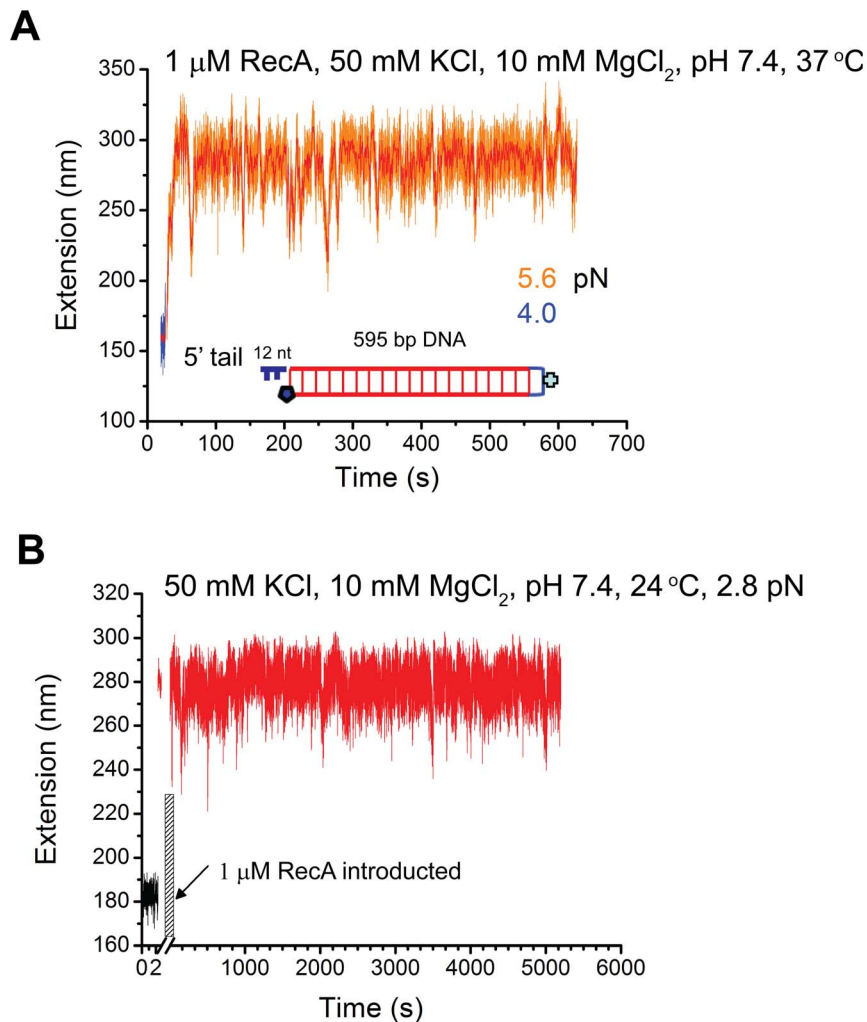 A
1 μM RecA, 50 mM KCl, 10 mM MgCl₂, pH 7.4, 37 °C
350
300
250
200
150
100
Extension (nm)
5.6 pN
4.0
595 bp DNA
5' tail 12 nt
0 100 200 300 400 500 600 700
Time (s)
B
50 mM KCl, 10 mM MgCl₂, pH 7.4, 24 °C, 2.8 pN
320
300
280
260
240
220
200
180
160
Extension (nm)
1 μM RecA introducted
02 1000 2000 3000 4000 5000 6000
Time (s)